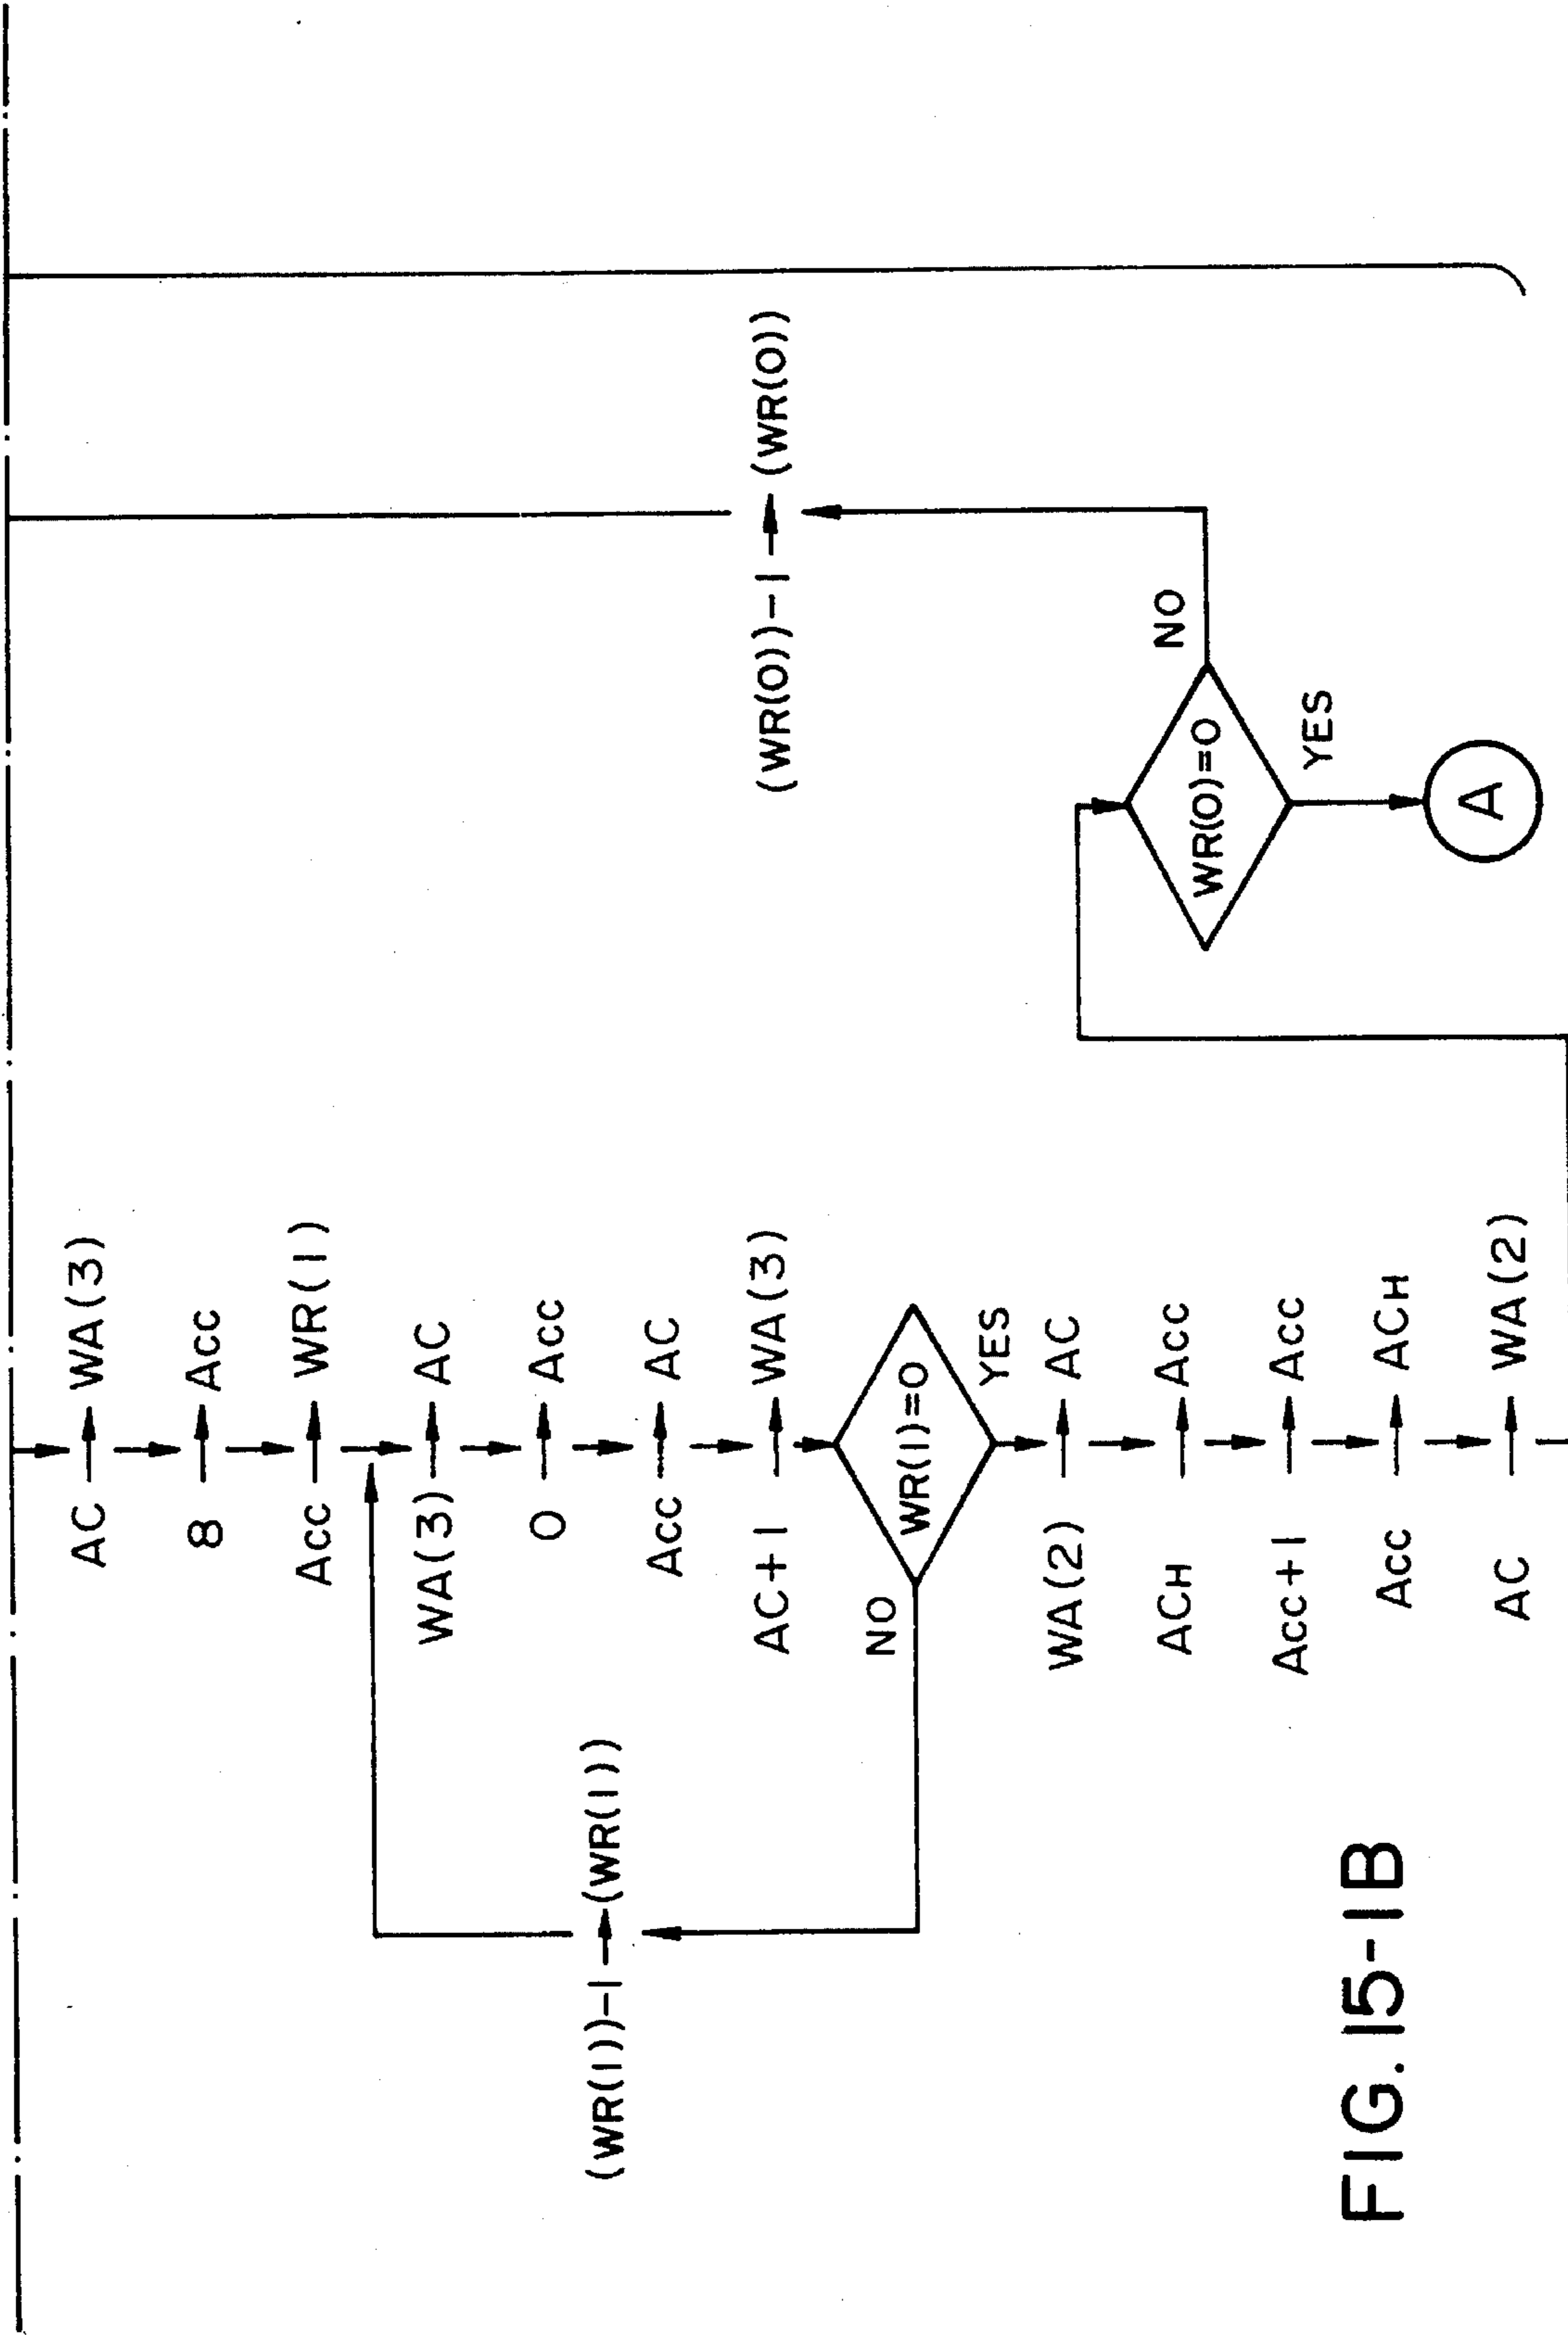 AC → WA(3)
8 → Acc
Acc → WR(1)
WA(3) → AC
0 → Acc
Acc → AC
AC+1 → WA(3)
WR(1)=0
NO
YES
(WR(1))-1 → (WR(1))
WA(2) → AC
ACH → Acc
Acc+1 → Acc
Acc → ACH
AC → WA(2)
(WR(0))-1 → (WR(0))
WR(0)=0
NO
YES
A
FIG. 15-1B